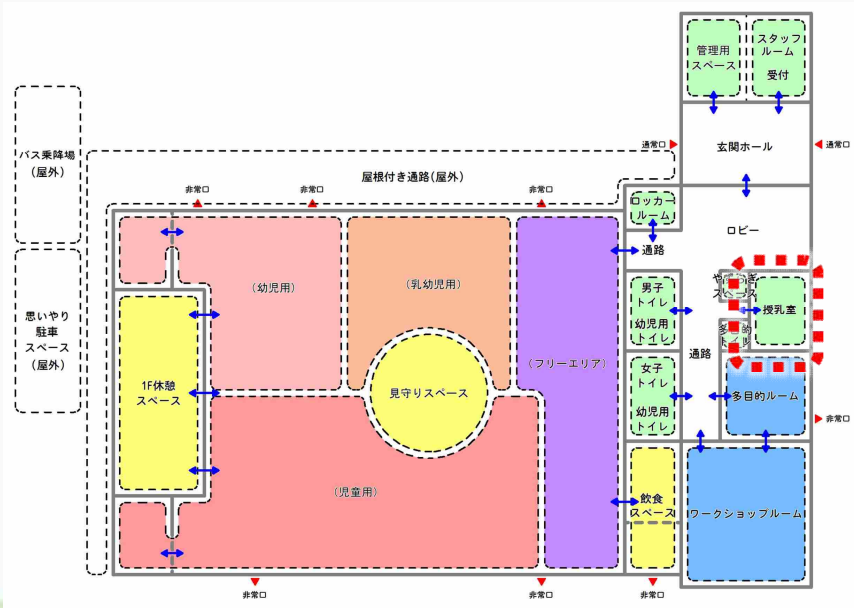 管理用
スペース
スタッフ
ルーム
受付
通常口
玄関ホール
通常口
バス乗降場
(屋外)
屋根付き通路(屋外)
非常口
非常口
非常口
ロッカー
ルーム
ロビー
通路
思いやり
駐車
スペース
(屋外)
(幼児用)
(乳幼児用)
男子
トイレ
幼児用
トイレ
授乳室
通路
(フリーエリア)
1F休憩
スペース
見守りスペース
女子
トイレ
幼児用
トイレ
多目的ルーム
非常口
(児童用)
飲食
スペース
ワークショップルーム
非常口
非常口
非常口